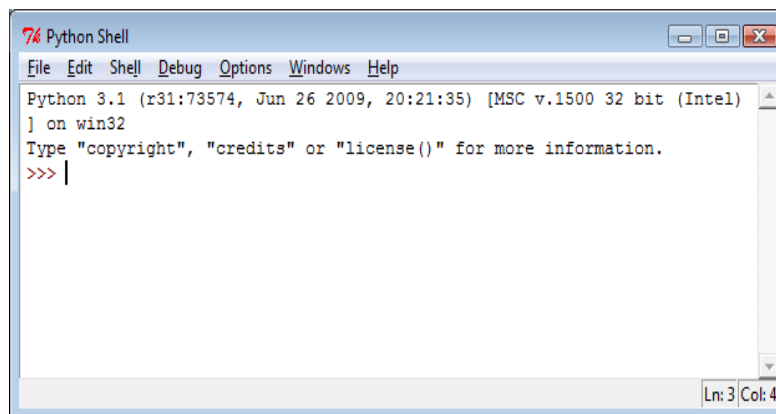 Python Shell
File Edit Shell Debug Options Windows Help
Python 3.1 (r31:73574, Jun 26 2009, 20:21:35) [MSC v.1500 32 bit (Intel)
] on win32
Type "copyright", "credits" or "license()" for more information.
>>>
Ln: 3 Col: 4